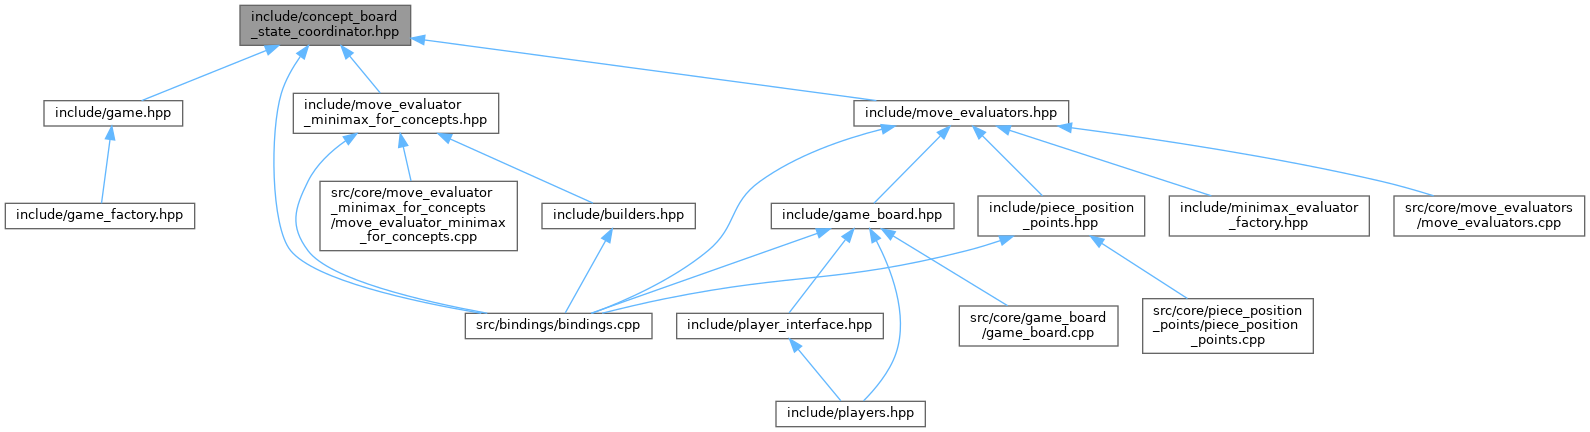 include/concept_board
_state_coordinator.hpp
include/game.hpp
include/move_evaluator
_minimax_for_concepts.hpp
include/move_evaluators.hpp
include/game_factory.hpp
src/core/move_evaluator
_minimax_for_concepts
/move_evaluator_minimax
_for_concepts.cpp
include/builders.hpp
include/game_board.hpp
include/piece_position
_points.hpp
include/minimax_evaluator
_factory.hpp
src/core/move_evaluators
/move_evaluators.cpp
src/bindings/bindings.cpp
include/player_interface.hpp
src/core/game_board
/game_board.cpp
src/core/piece_position
_points/piece_position
_points.cpp
include/players.hpp